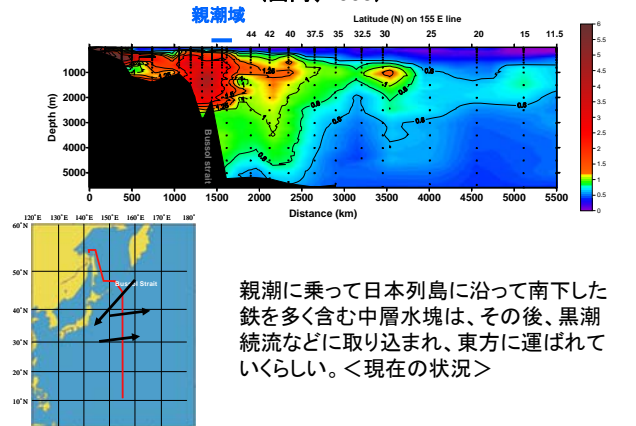 親潮域
Latitude (N) on 155 E line
44 42 40 37.5 35 32.5 30 25 20 15 11.5
Depth (m)
1000
2000
3000
4000
5000
Bussol strait
0 500 1000 1500 2000 2500 3000 3500 4000 4500 5000 5500
Distance (km)
6
5.5
5
4.5
4
3.5
3
2.5
2
1.5
1
0.5
0
120˚E 130˚E 140˚E 150˚E 160˚E 170˚E 180˚
60˚N
50˚N
40˚N
30˚N
20˚N
10˚N
Bussol Strait
親潮に乗って日本列島に沿って南下した
鉄を多く含む中層水塊は、その後、黒潮
続流などに取り込まれ、東方に運ばれて
いくらしい。＜現在の状況＞